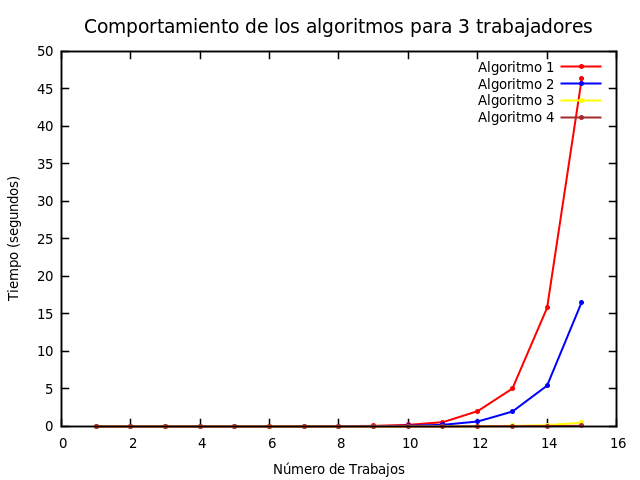 Comportamiento de los algoritmos para 3 trabajadores
50
45
40
35
30
25
20
15
10
5
0
Tiempo (segundos)
Algoritmo 1
Algoritmo 2
Algoritmo 3
Algoritmo 4
0 2 4 6 8 10 12 14 16
Número de Trabajos